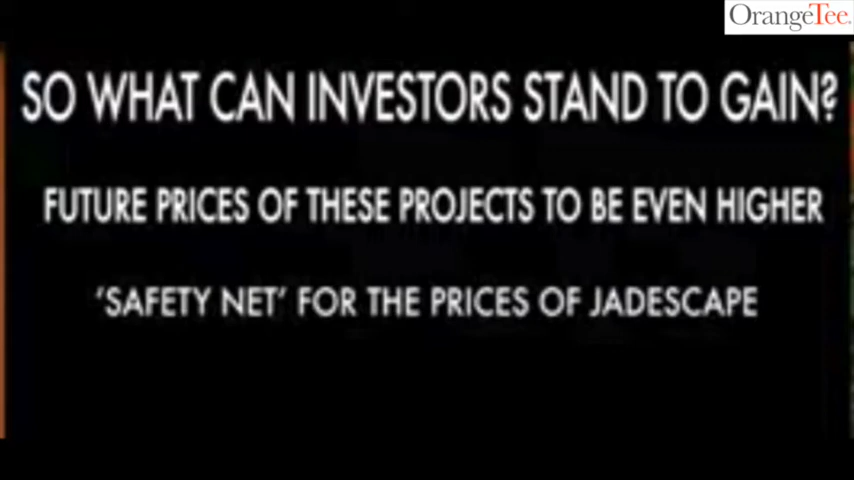 OrangeTee
SO WHAT CAN INVESTORS STAND TO GAIN?
FUTURE PRICES OF THESE PROJECTS TO BE EVEN HIGHER
'SAFETY NET' FOR THE PRICES OF JADESCAPE